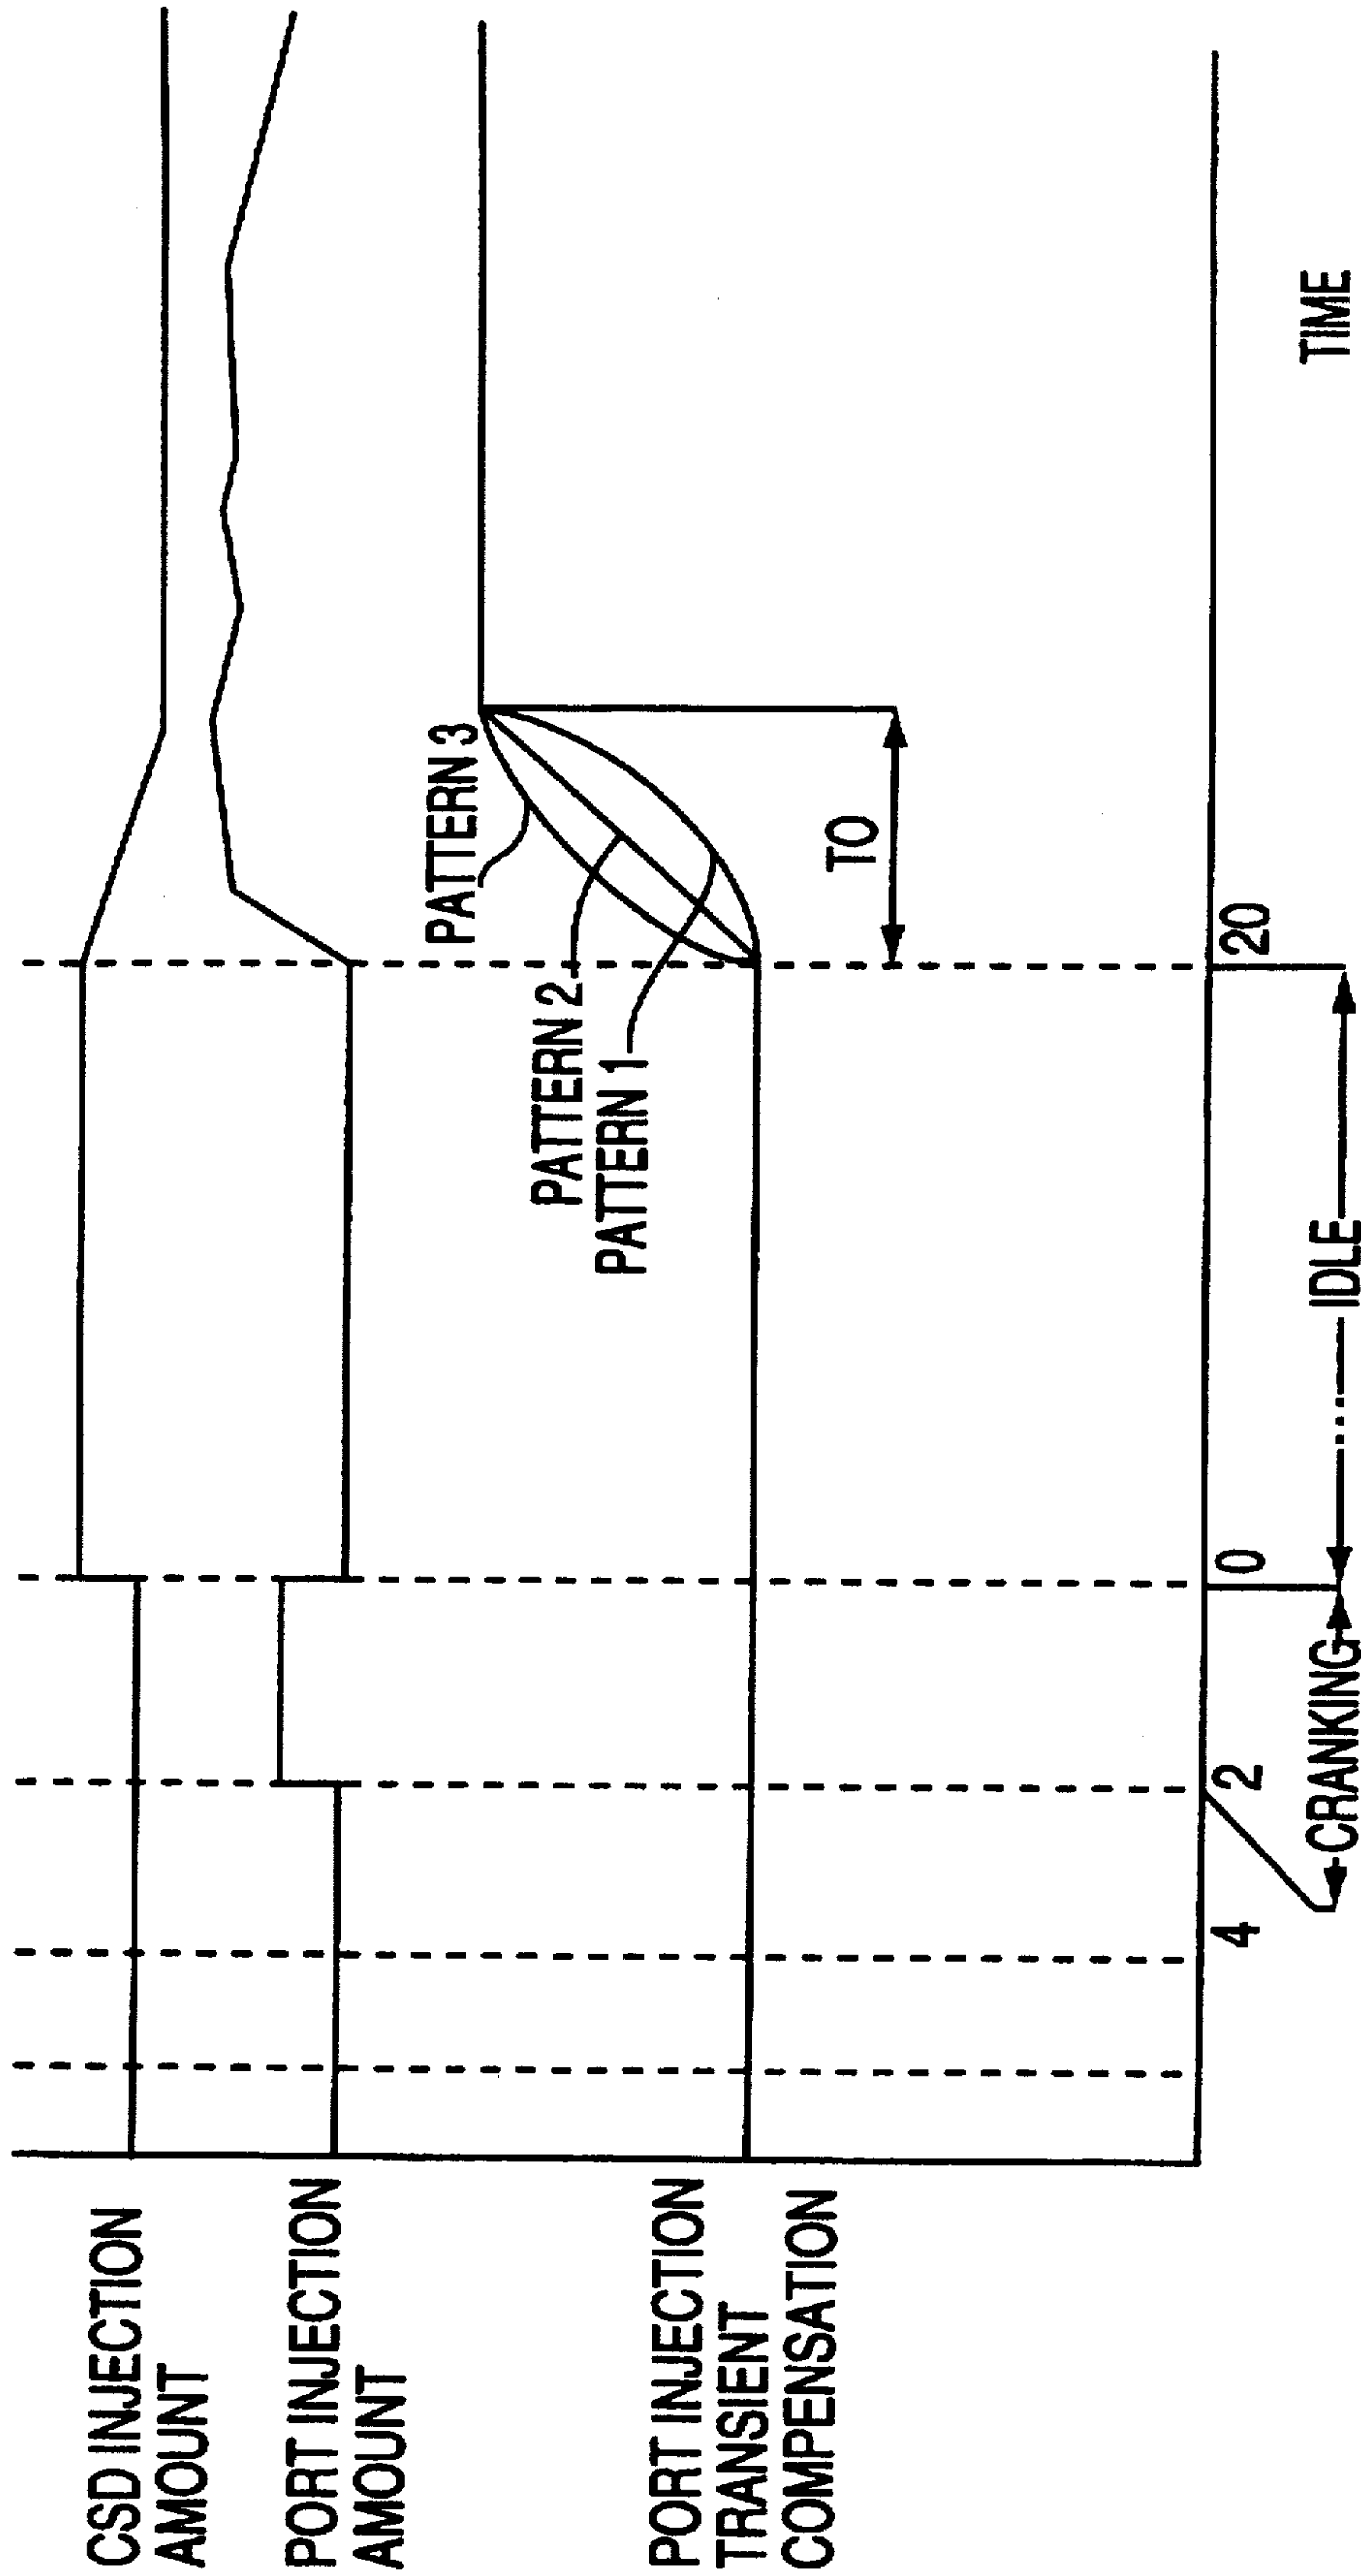 CSD INJECTION
AMOUNT
PORT INJECTION
AMOUNT
PORT INJECTION
TRANSIENT
COMPENSATION
PATTERN 3
PATTERN 2
PATTERN 1
TO
4
2
0
20
CRANKING
IDLE
TIME